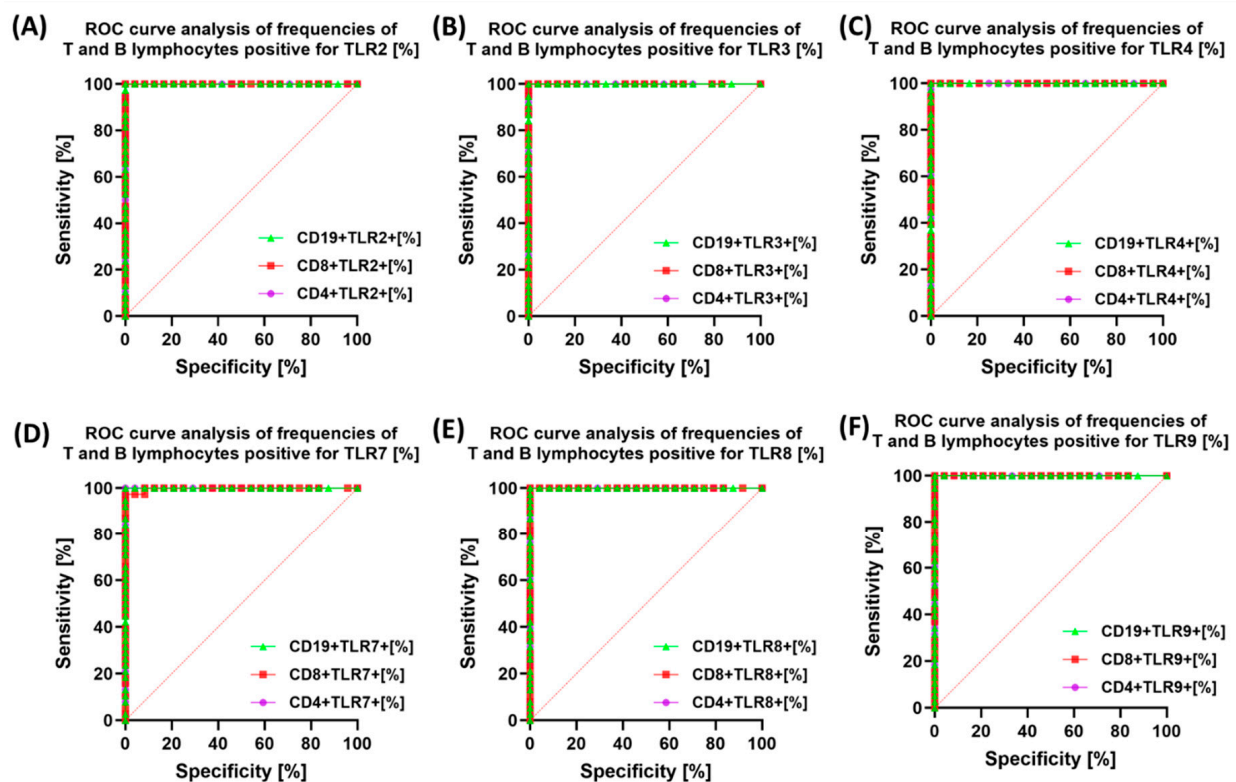 (A)
ROC curve analysis of frequencies of
T and B lymphocytes positive for TLR2 [%]
Sensitivity [%]
100
80
60
40
20
0
CD19+TLR2+[%]
CD8+TLR2+[%]
CD4+TLR2+[%]
0 20 40 60 80 100
Specificity [%]
(B)
ROC curve analysis of frequencies of
T and B lymphocytes positive for TLR3 [%]
Sensitivity [%]
100
80
60
40
20
0
CD19+TLR3+[%]
CD8+TLR3+[%]
CD4+TLR3+[%]
0 20 40 60 80 100
Specificity [%]
(C)
ROC curve analysis of frequencies of
T and B lymphocytes positive for TLR4 [%]
Sensitivity [%]
100
80
60
40
20
0
CD19+TLR4+[%]
CD8+TLR4+[%]
CD4+TLR4+[%]
0 20 40 60 80 100
Specificity [%]
(D)
ROC curve analysis of frequencies of
T and B lymphocytes positive for TLR7 [%]
Sensitivity [%]
100
80
60
40
20
0
CD19+TLR7+[%]
CD8+TLR7+[%]
CD4+TLR7+[%]
0 20 40 60 80 100
Specificity [%]
(E)
ROC curve analysis of frequencies of
T and B lymphocytes positive for TLR8 [%]
Sensitivity [%]
100
80
60
40
20
0
CD19+TLR8+[%]
CD8+TLR8+[%]
CD4+TLR8+[%]
0 20 40 60 80 100
Specificity [%]
(F)
ROC curve analysis of frequencies of
T and B lymphocytes positive for TLR9 [%]
Sensitivity [%]
100
80
60
40
20
0
CD19+TLR9+[%]
CD8+TLR9+[%]
CD4+TLR9+[%]
0 20 40 60 80 100
Specificity [%]